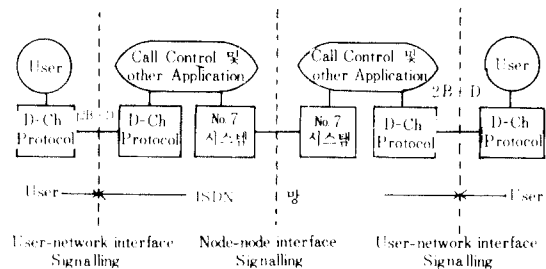 User
Call Control 및
other Application
Call Control 및
other Application
User
D-Ch
Protocol
2B+D
D-Ch
Protocol
No.7
시스템
No.7
시스템
D-Ch
Protocol
2B+D
D-Ch
Protocol
User
ISDN 망
User
User-network interface
Signalling
Node-node interface
Signalling
User-network interface
Signalling